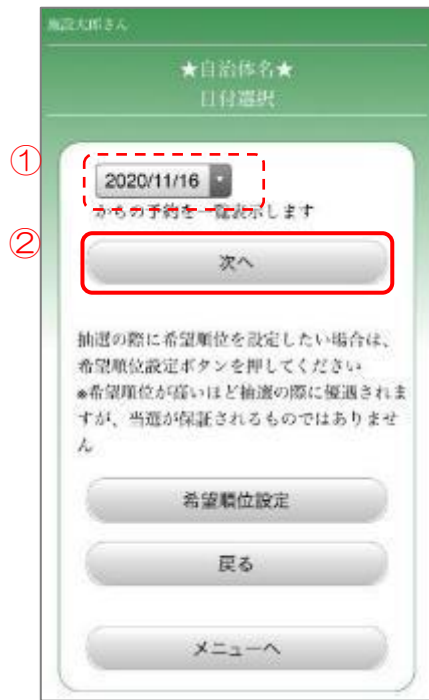 施設太郎さん
★自治体名★
日付選択
①
2020/11/16
からの予約を一覧表示します
②
次へ
抽選の際に希望順位を設定したい場合は、
希望順位設定ボタンを押してください
※希望順位が高いほど抽選の際に優遇されま
すが、当選が保証されるものではありませ
ん
希望順位設定
戻る
メニューへ